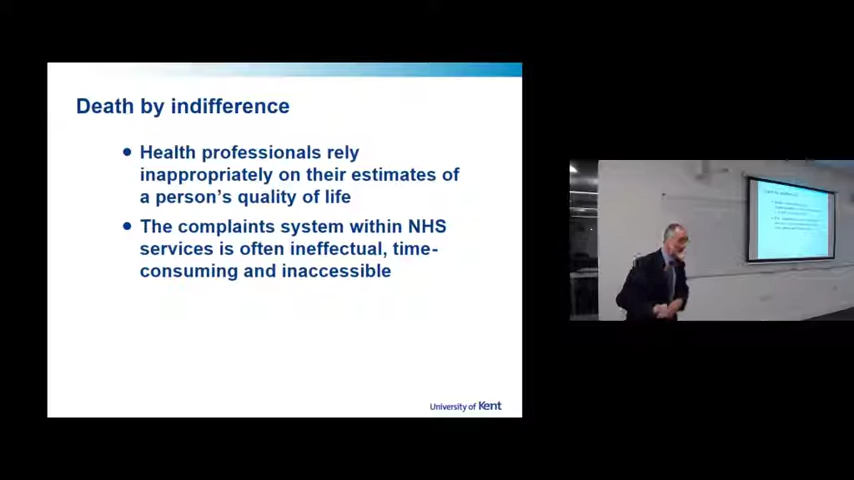 Death by indifference
• Health professionals rely
inappropriately on their estimates of
a person's quality of life
• The complaints system within NHS
services is often ineffectual, time-
consuming and inaccessible
University of Kent